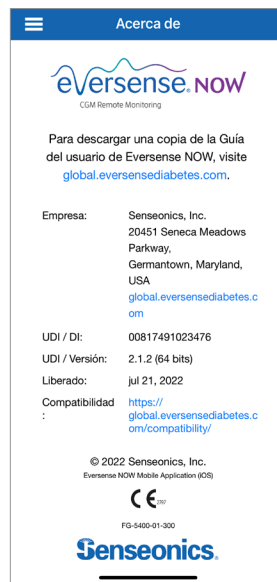 Acerca de
eversense. NOW
CGM Remote Monitoring
Para descargar una copia de la Guía
del usuario de Eversense NOW, visite
global.eversensediabetes.com.
Empresa: Senseonics, Inc.
20451 Seneca Meadows
Parkway,
Germantown, Maryland,
USA
global.eversensediabetes.c
om
UDI / DI: 00817491023476
UDI / Versión: 2.1.2 (64 bits)
Liberado: jul 21, 2022
Compatibilidad https://
: global.eversensediabetes.c
om/compatibility/
© 2022 Senseonics, Inc.
Eversense NOW Mobile Application (iOS)
CE 2797
FG-5400-01-300
Senseonics.